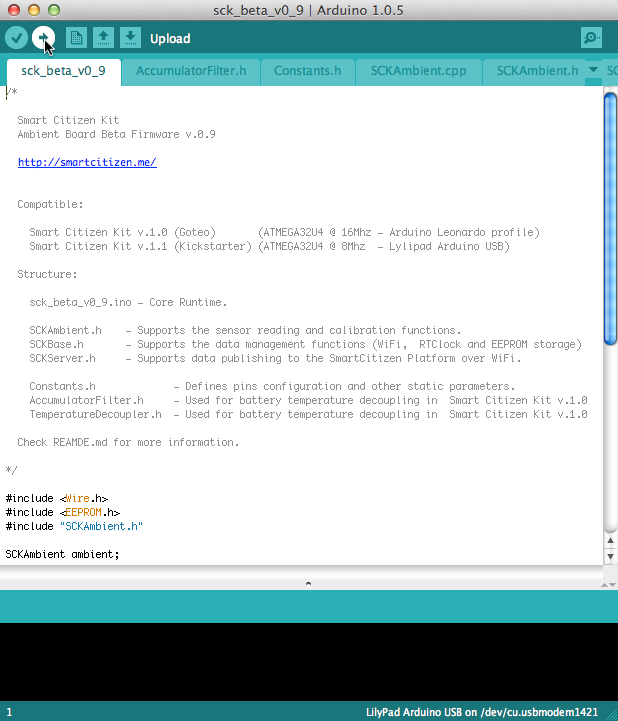 sck_beta_v0_9 | Arduino 1.0.5
Upload
sck_beta_v0_9 AccumulatorFilter.h Constants.h SCKAmbient.cpp SCKAmbient.h SC
/*
Smart Citizen Kit
Ambient Board Beta Firmware v.0.9
http://smartcitizen.me/
Compatible:
Smart Citizen Kit v.1.0 (Goteo) (ATMEGA32U4 @ 16Mhz - Arduino Leonardo profile)
Smart Citizen Kit v.1.1 (Kickstarter) (ATMEGA32U4 @ 8Mhz - Lylipad Arduino USB)
Structure:
sck_beta_v0_9.ino - Core Runtime.
SCKAmbient.h - Supports the sensor reading and calibration functions.
SCKBase.h - Supports the data management functions (WiFi, RTClock and EEPROM storage)
SCKServer.h - Supports data publishing to the SmartCitizen Platform over WiFi.
Constants.h - Defines pins configuration and other static parameters.
AccumulatorFilter.h - Used for battery temperature decoupling in Smart Citizen Kit v.1.0
TemperatureDecoupler.h - Used for battery temperature decoupling in Smart Citizen Kit v.1.0
Check REAMDE.md for more information.
*/
#include <Wire.h>
#include <EEPROM.h>
#include "SCKAmbient.h"
SCKAmbient ambient;
1 LilyPad Arduino USB on /dev/cu.usbmodem1421